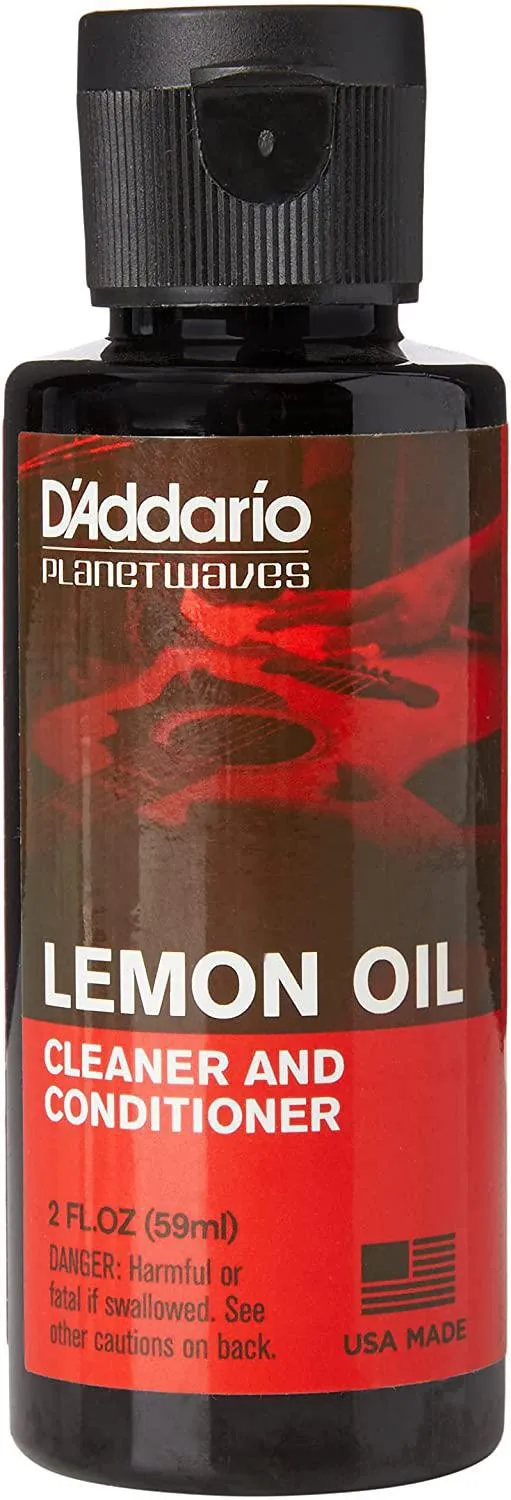 D'Addarío
PLANETWAVES
LEMON OIL
CLEANER AND
CONDITIONER
2 FL.OZ (59ml)
DANGER: Harmful or
fatal if swallowed. See
other cautions on back.
USA MADE